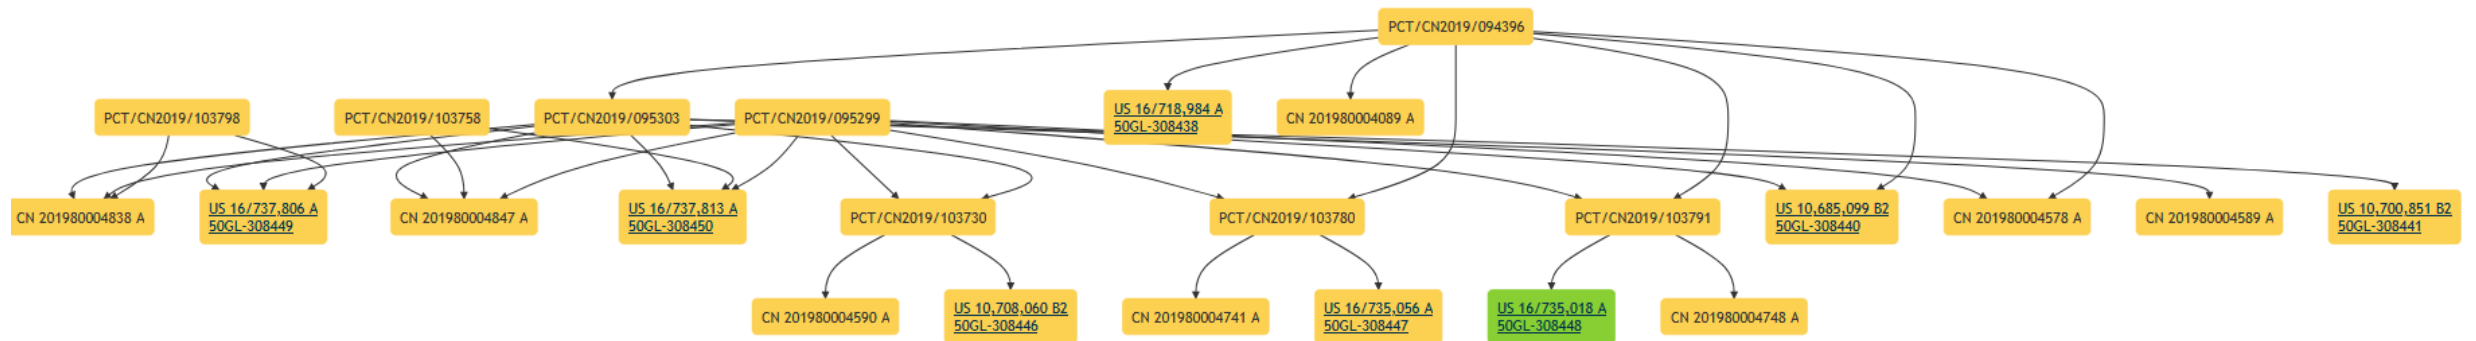 PCT/CN2019/094396
PCT/CN2019/103798
PCT/CN2019/103758
PCT/CN2019/095303
PCT/CN2019/095299
US 16/718,984 A
50GL-308438
CN 201980004089 A
CN 201980004838 A
US 16/737,806 A
50GL-308449
CN 201980004847 A
US 16/737,813 A
50GL-308450
PCT/CN2019/103730
PCT/CN2019/103780
PCT/CN2019/103791
US 10,685,099 B2
50GL-308440
CN 201980004578 A
CN 201980004589 A
US 10,700,851 B2
50GL-308441
CN 201980004590 A
US 10,708,060 B2
50GL-308446
CN 201980004741 A
US 16/735,056 A
50GL-308447
US 16/735,018 A
50GL-308448
CN 201980004748 A